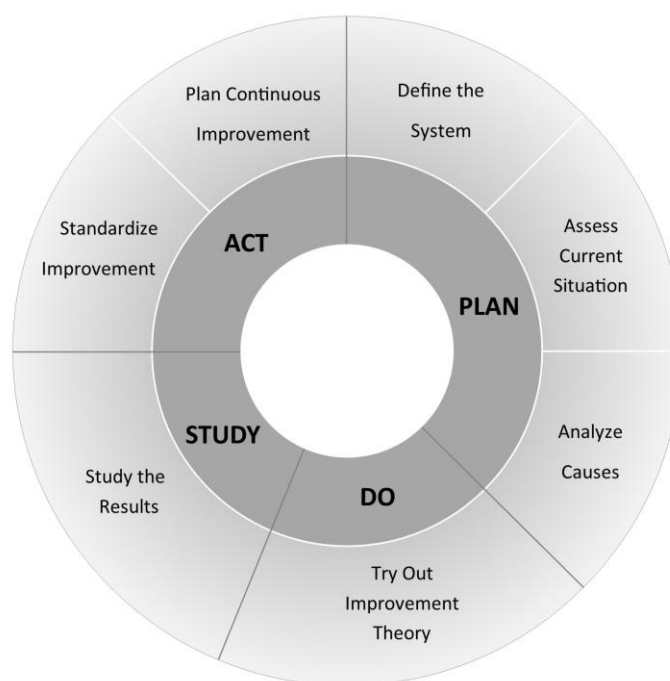 Plan Continuous
Improvement
Define the
System
Standardize
Improvement
ACT
Assess
Current
Situation
PLAN
STUDY
Analyze
Causes
Study the
Results
DO
Try Out
Improvement
Theory